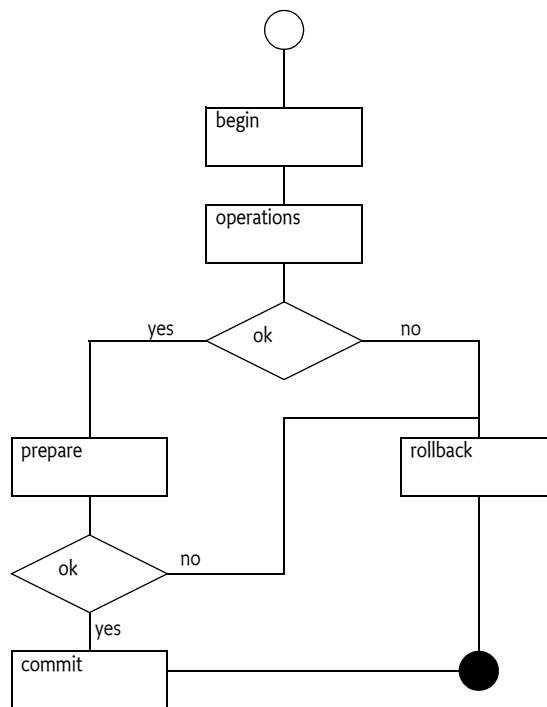 begin
operations
ok
yes
no
prepare
rollback
ok
no
yes
commit